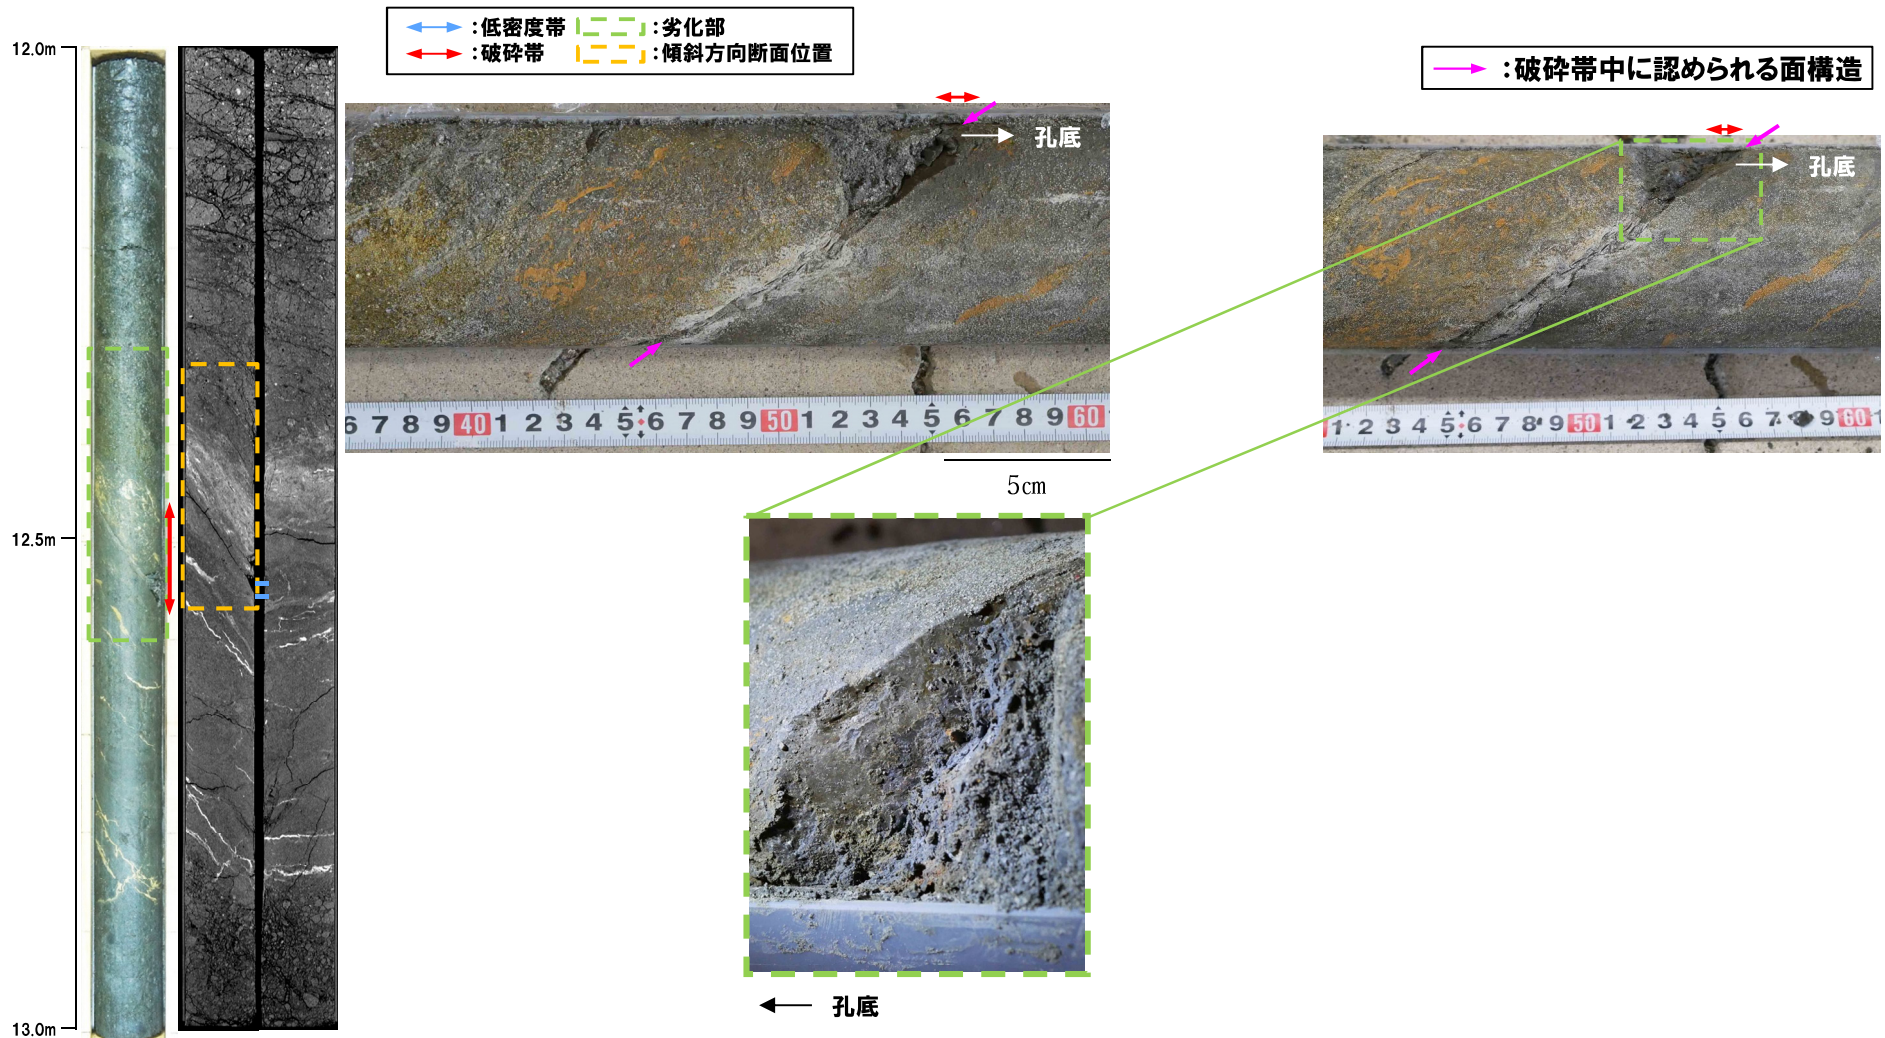 :低密度帯 :劣化部
:破砕帯 :傾斜方向断面位置
:破砕帯中に認められる面構造
12.0m
12.5m
13.0m
孔底
6 7 8 9 40 1 2 3 4 5 6 7 8 9 50 1 2 3 4 5 6 7 8 9 60
5cm
孔底
1 2 3 4 5 6 7 8 9 50 1 2 3 4 5 6 7 8 9 60 1
孔底